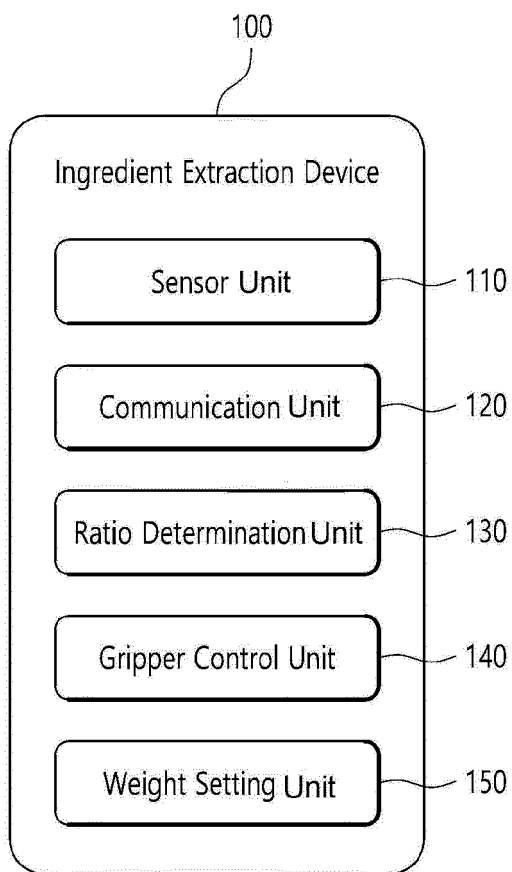 100
Ingredient Extraction Device
Sensor Unit
110
Communication Unit
120
Ratio Determination Unit
130
Gripper Control Unit
140
Weight Setting Unit
150